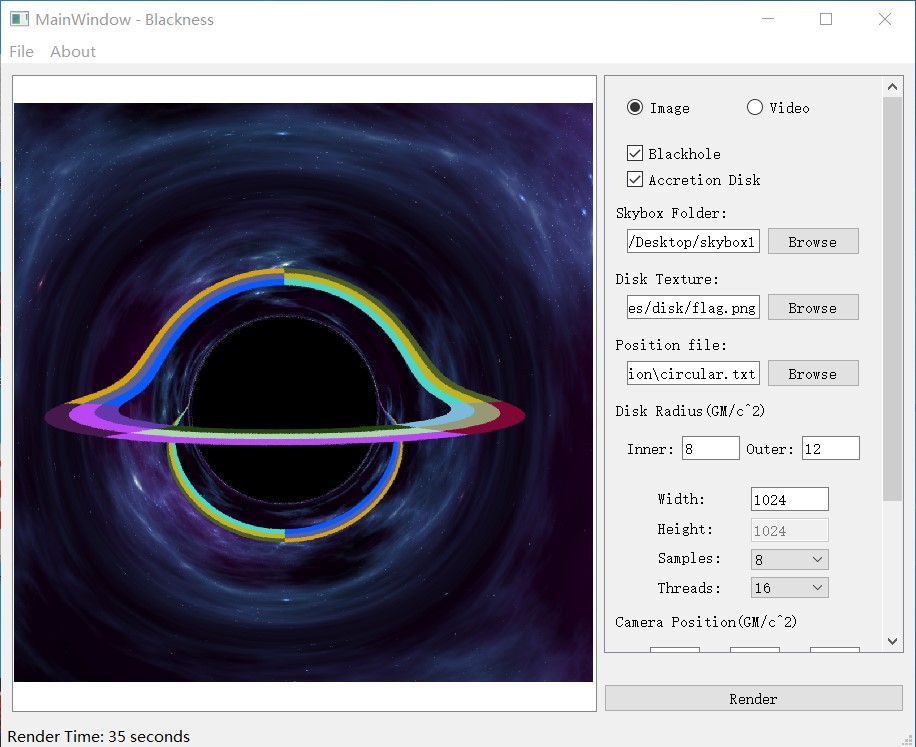 MainWindow - Blackness
File About
Image Video
Blackhole
Accretion Disk
Skybox Folder:
/Desktop/skybox1 Browse
Disk Texture:
es/disk/flag.png Browse
Position file:
ion\circular.txt Browse
Disk Radius(GM/c^2)
Inner: 8 Outer: 12
Width: 1024
Height: 1024
Samples: 8
Threads: 16
Camera Position(GM/c^2)
Render
Render Time: 35 seconds